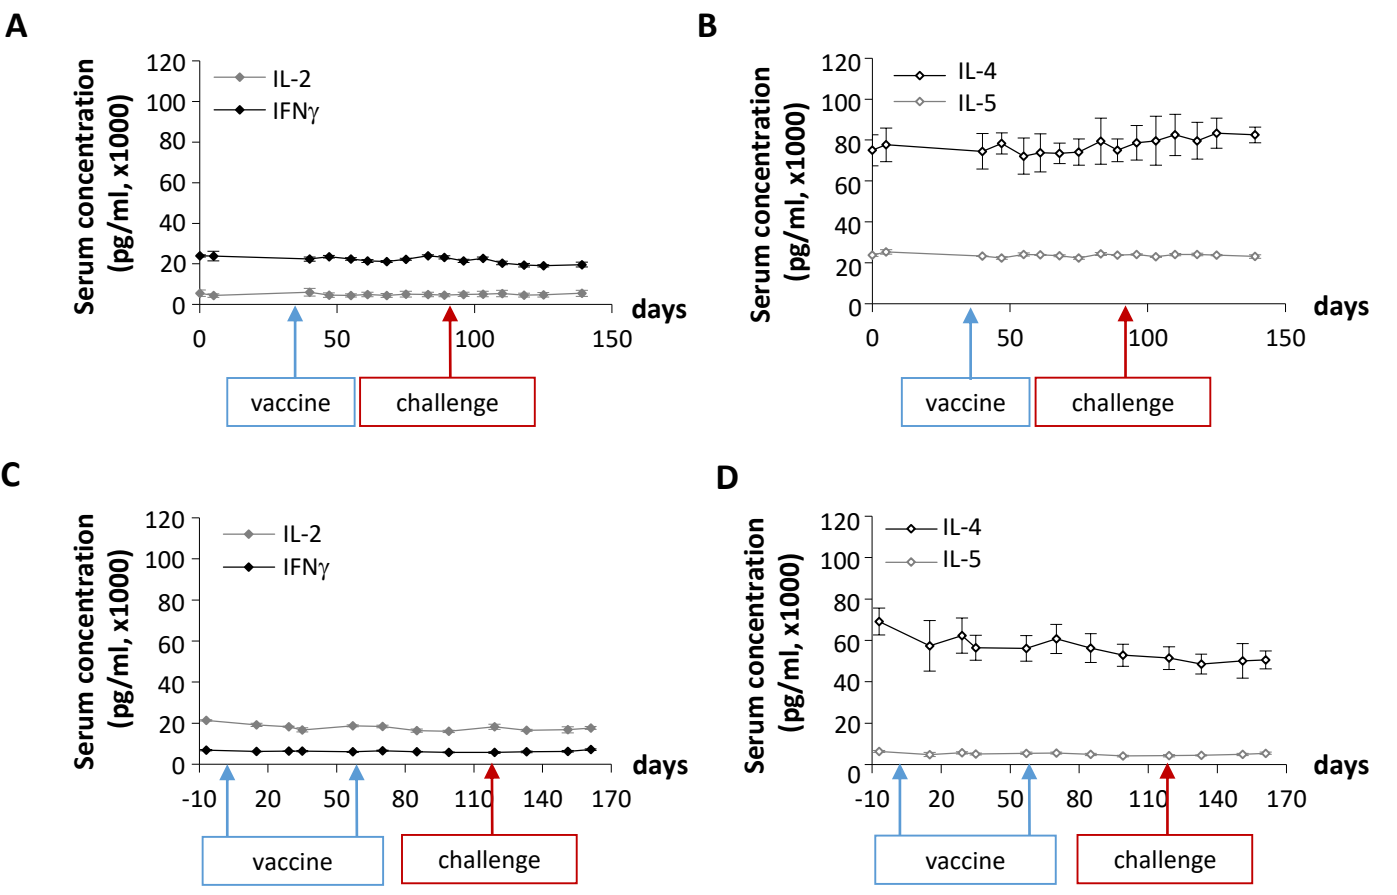 A
Serum concentration
(pg/ml, x1000)
120
100
80
60
40
20
0
IL-2
IFNγ
0
50
100
150
days
vaccine
challenge
B
Serum concentration
(pg/ml, x1000)
120
100
80
60
40
20
0
IL-4
IL-5
0
50
100
150
days
vaccine
challenge
C
Serum concentration
(pg/ml, x1000)
120
100
80
60
40
20
0
IL-2
IFNγ
-10
20
50
80
110
140
170
days
vaccine
challenge
D
Serum concentration
(pg/ml, x1000)
120
100
80
60
40
20
0
IL-4
IL-5
-10
20
50
80
110
140
170
days
vaccine
challenge